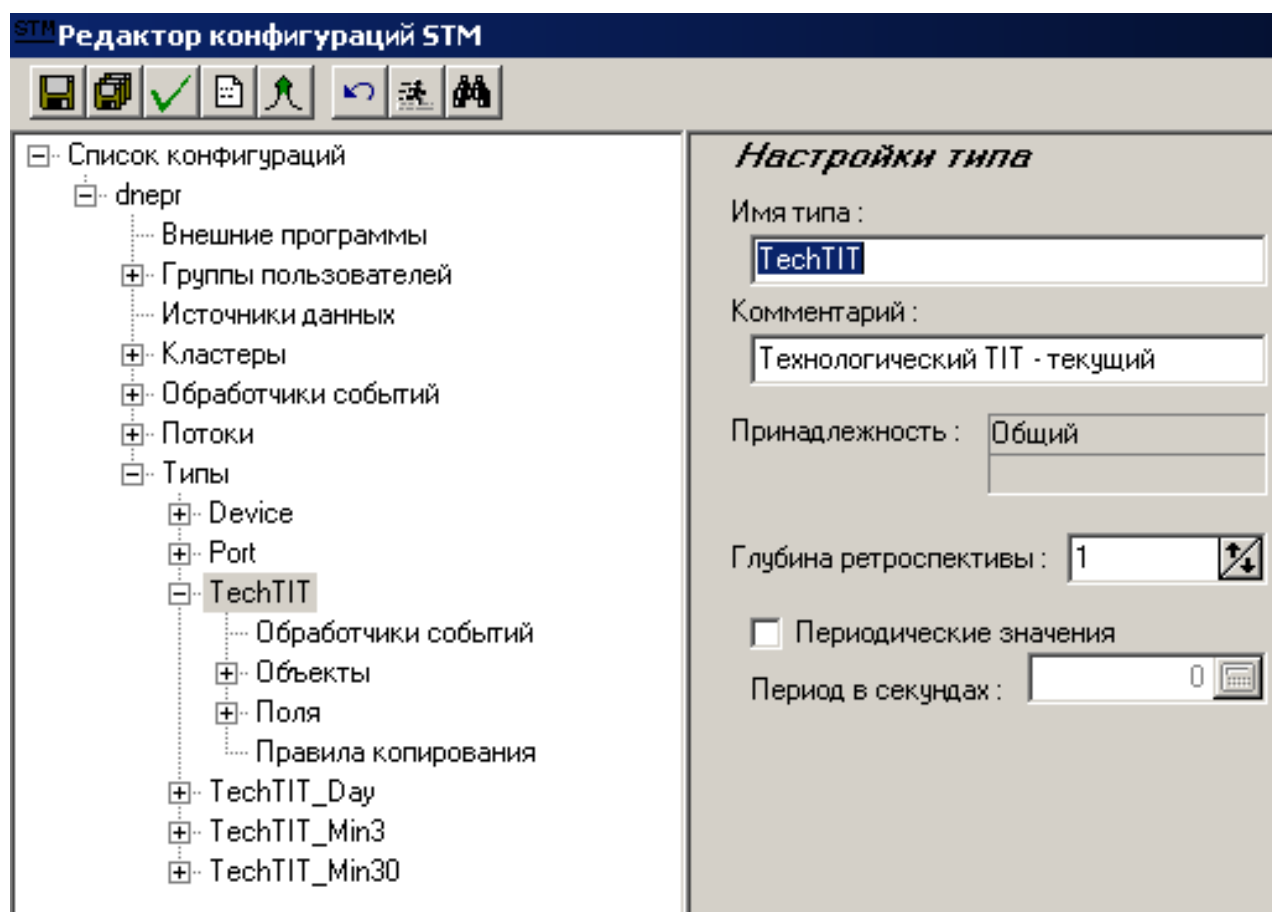 STM Редактор конфигураций STM
Список конфигураций
dnepr
Внешние программы
Группы пользователей
Источники данных
Кластеры
Обработчики событий
Потоки
Типы
Device
Port
TechTIT
Обработчики событий
Объекты
Поля
Правила копирования
TechTIT_Day
TechTIT_Min3
TechTIT_Min30
Настройки типа
Имя типа :
TechTIT
Комментарий :
Технологический TIT - текущий
Принадлежность : Общий
Глубина ретроспективы : 1
Периодические значения
Период в секундах : 0